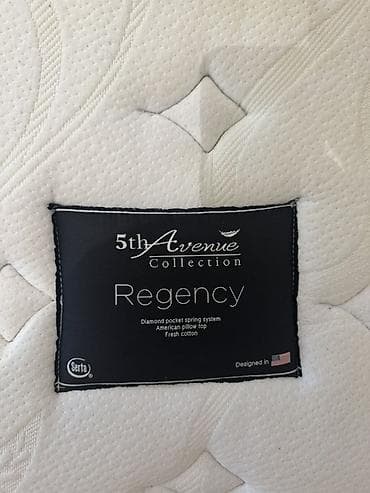 5th Avenue
Collection
Regency
Diamond pocket spring system
American pillow top
Fresh cotton
Serta®
Designed in